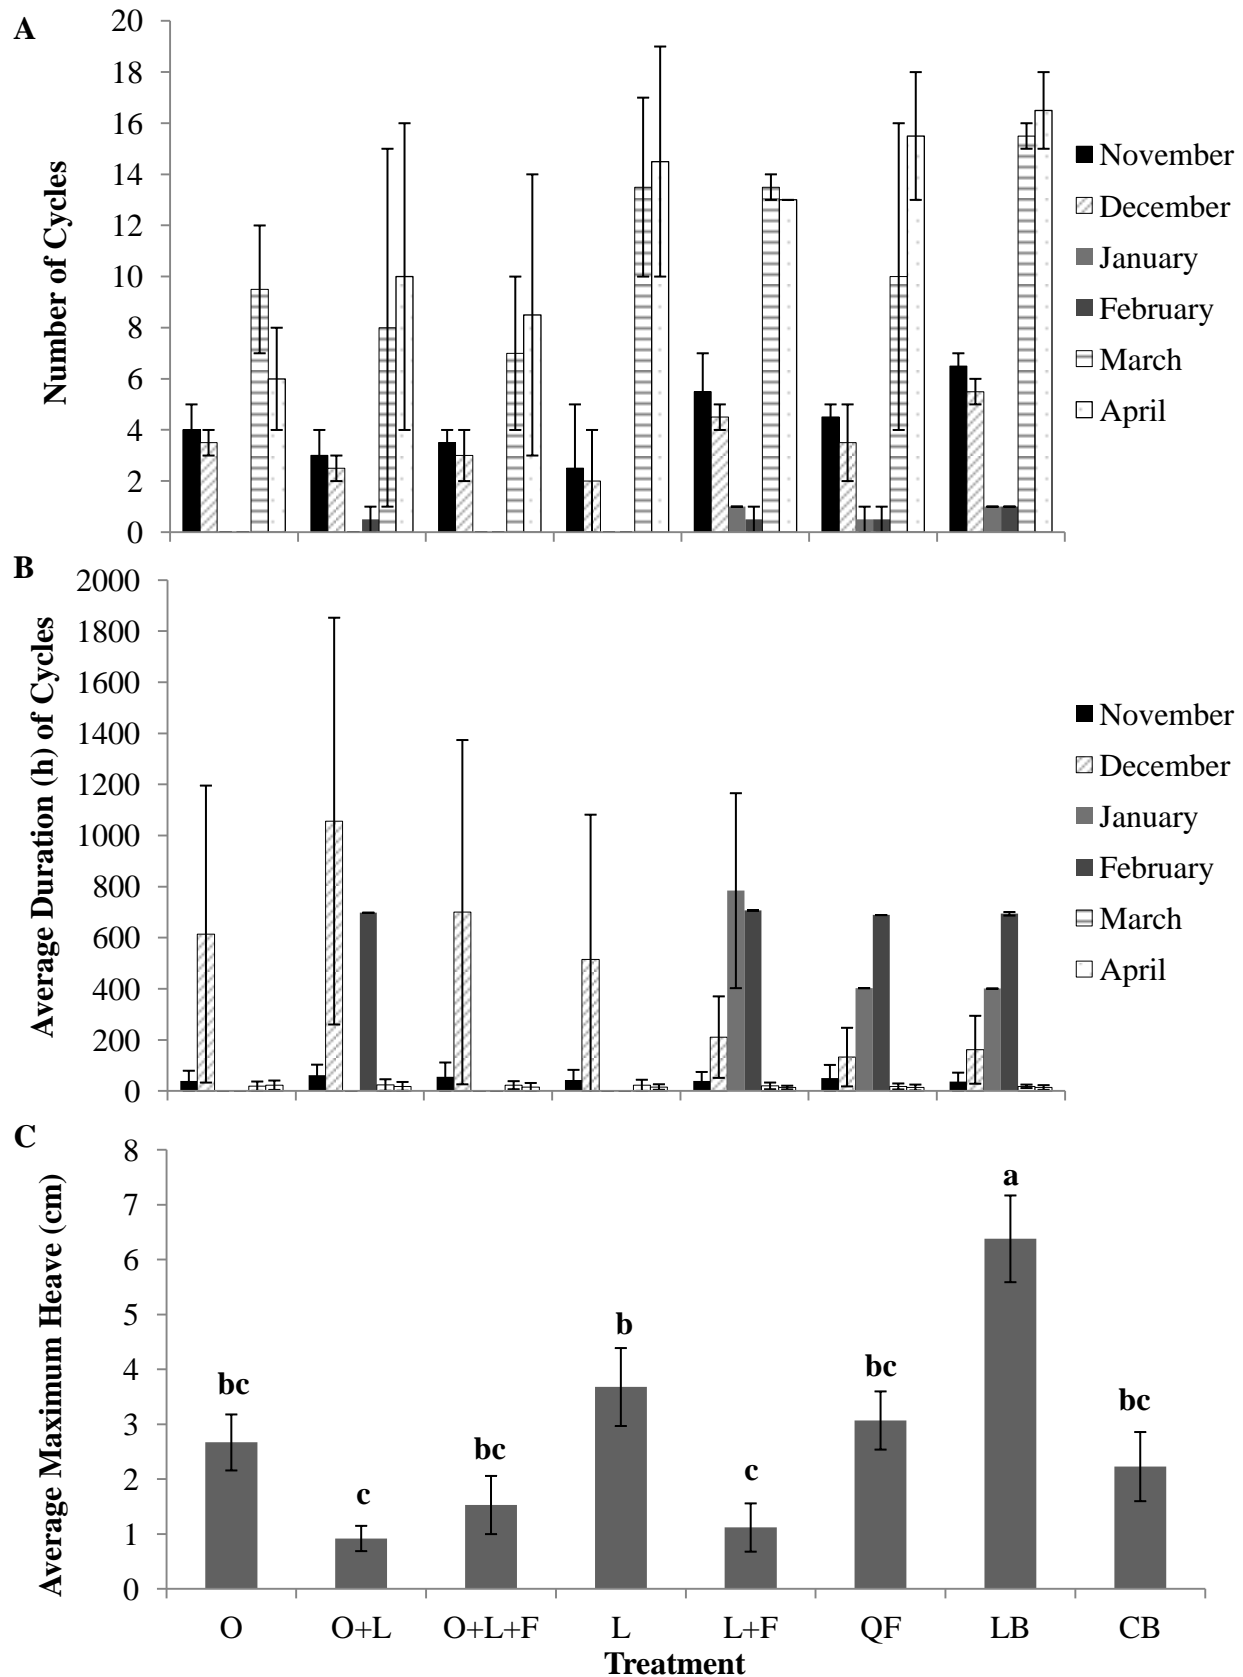 A
Number of Cycles
20
18
16
14
12
10
8
6
4
2
0
November
December
January
February
March
April
B
Average Duration (h) of Cycles
2000
1800
1600
1400
1200
1000
800
600
400
200
0
November
December
January
February
March
April
C
Average Maximum Heave (cm)
8
7
6
5
4
3
2
1
0
bc
c
bc
b
c
bc
a
bc
O
O+L
O+L+F
L
L+F
QF
LB
CB
Treatment